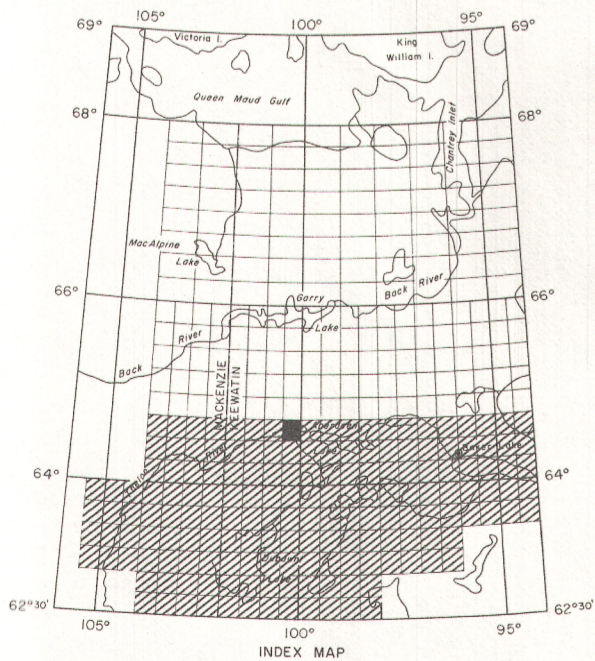 105°
100°
95°
69°
69°
Victoria I.
King
William I.
Queen Maud Gulf
68°
68°
Chantrey Inlet
MacAlpine
Lake
Back River
66°
66°
Garry
Lake
Back River
MACKENZIE
KEEWATIN
Aberdeen
Lake
Thelon River
Baker Lake
64°
64°
Dubawnt
Lake
62°30'
62°30'
105°
100°
95°
INDEX MAP